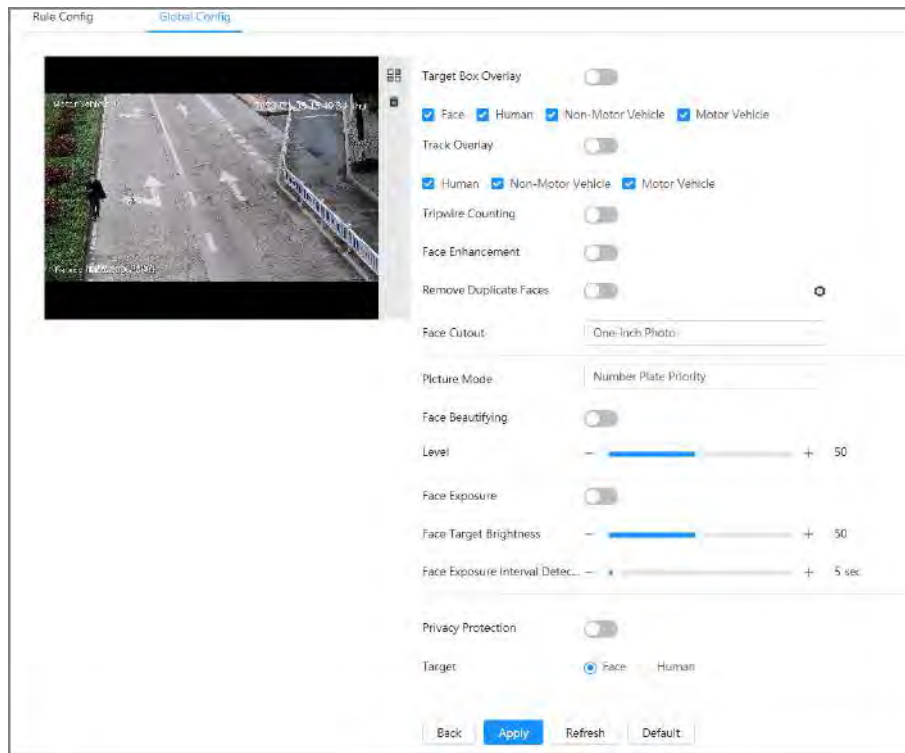 Rule Config Global Config
Target Box Overlay
Face Human Non-Motor Vehicle Motor Vehicle
Track Overlay
Human Non-Motor Vehicle Motor Vehicle
Tripwire Counting
Face Enhancement
Remove Duplicate Faces
Face Cutout One-Inch Photo
Picture Mode Number Plate Priority
Face Beautifying
Level - + 50
Face Exposure
Face Target Brightness - + 50
Face Exposure Interval Detec... - + 5 sec
Privacy Protection
Target Face Human
Back Apply Refresh Default